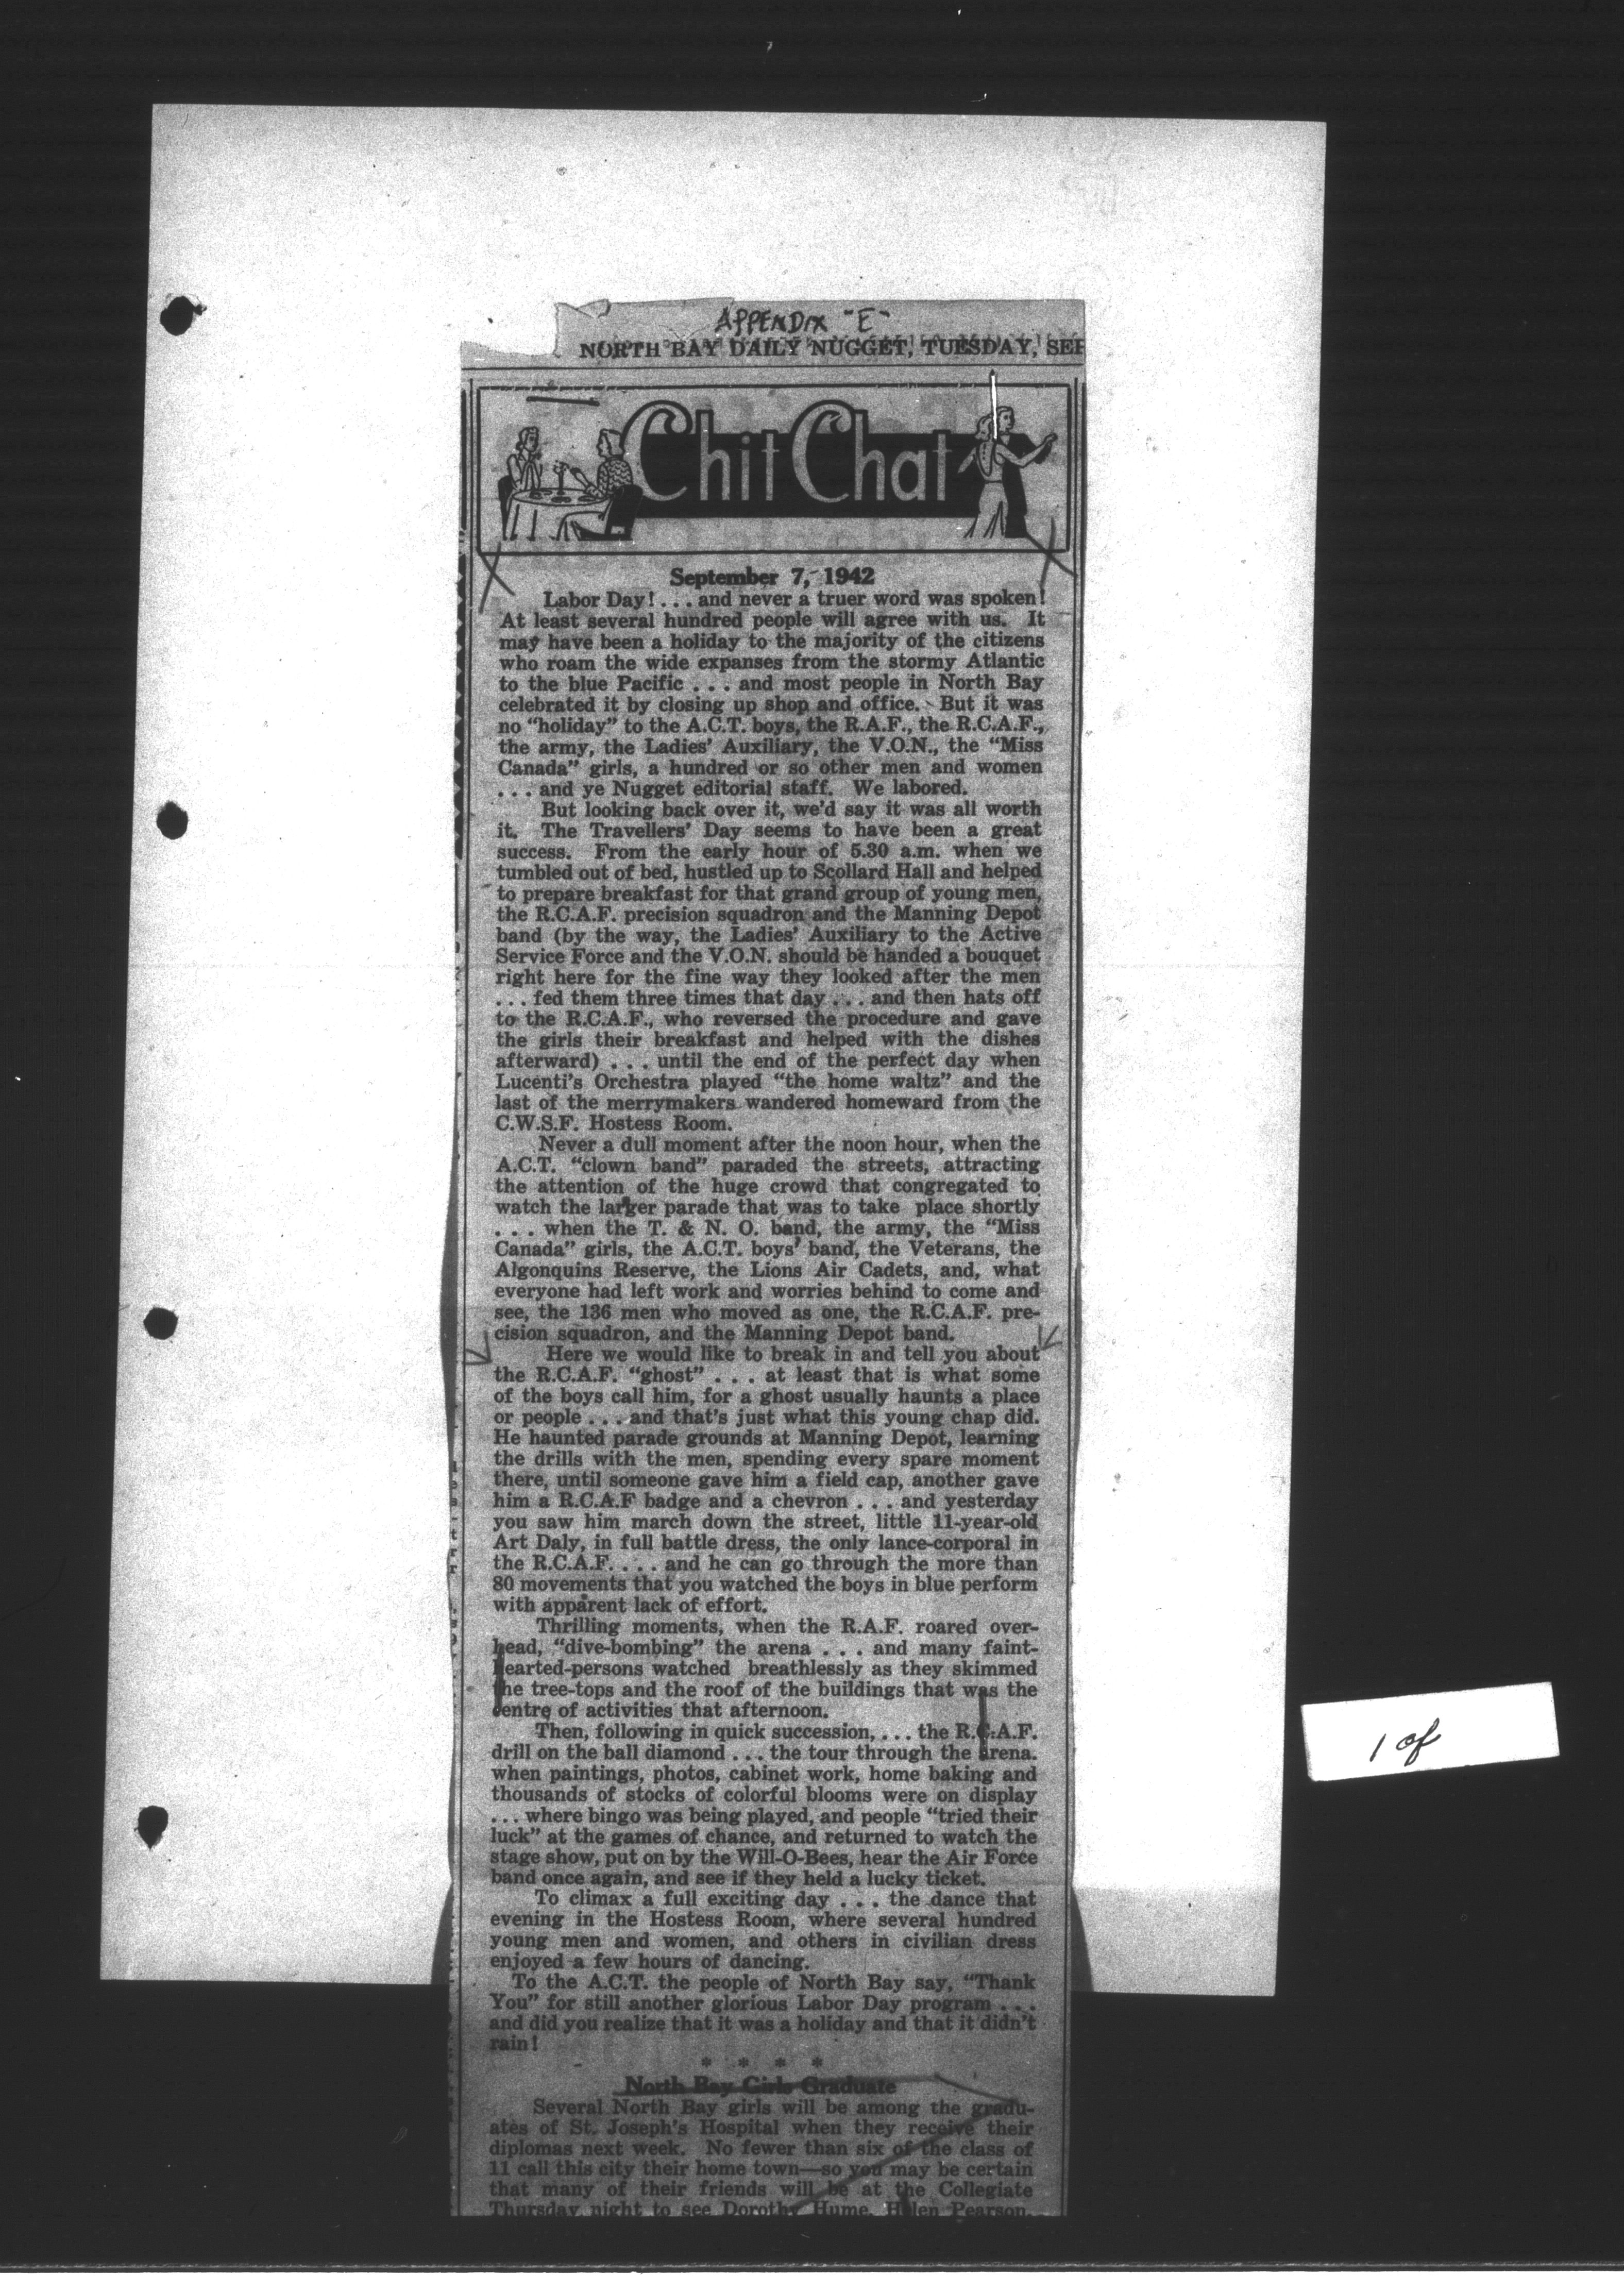 APPENDIX "E"
NORTH BAY DAILY NUGGET, TUESDAY, SEP
Chit Chat
September 7, 1942
Labor Day! . . . and never a truer word was spoken!
At least several hundred people will agree with us. It
may have been a holiday to the majority of the citizens
who roam the wide expanses from the stormy Atlantic
to the blue Pacific . . . and most people in North Bay
celebrated it by closing up shop and office. But it was
no "holiday" to the A.C.T. boys, the R.A.F., the R.C.A.F.,
the army, the Ladies' Auxiliary, the V.O.N., the "Miss
Canada" girls, a hundred or so other men and women
. . . and ye Nugget editorial staff. We labored.
But looking back over it, we'd say it was all worth
it. The Travellers' Day seems to have been a great
success. From the early hour of 5.30 a.m. when we
tumbled out of bed, hustled up to Scollard Hall and helped
to prepare breakfast for that grand group of young men,
the R.C.A.F. precision squadron and the Manning Depot
band (by the way, the Ladies' Auxiliary to the Active
Service Force and the V.O.N. should be handed a bouquet
right here for the fine way they looked after the men
. . . fed them three times that day . . . and then hats off
to the R.C.A.F., who reversed the procedure and gave
the girls their breakfast and helped with the dishes
afterward) . . . until the end of the perfect day when
Lucenti's Orchestra played "the home waltz" and the
last of the merrymakers wandered homeward from the
C.W.S.F. Hostess Room.
Never a dull moment after the noon hour, when the
A.C.T. "clown band" paraded the streets, attracting
the attention of the huge crowd that congregated to
watch the larger parade that was to take place shortly
. . . when the T. & N. O. band, the army, the "Miss
Canada" girls, the A.C.T. boys' band, the Veterans, the
Algonquins Reserve, the Lions Air Cadets, and, what
everyone had left work and worries behind to come and
see, the 136 men who moved as one, the R.C.A.F. pre-
cision squadron, and the Manning Depot band.
Here we would like to break in and tell you about
the R.C.A.F. "ghost" . . . at least that is what some
of the boys call him, for a ghost usually haunts a place
or people . . . and that's just what this young chap did.
He haunted parade grounds at Manning Depot, learning
the drills with the men, spending every spare moment
there, until someone gave him a field cap, another gave
him a R.C.A.F badge and a chevron . . . and yesterday
you saw him march down the street, little 11-year-old
Art Daly, in full battle dress, the only lance-corporal in
the R.C.A.F. . . . and he can go through the more than
80 movements that you watched the boys in blue perform
with apparent lack of effort.
Thrilling moments, when the R.A.F. roared over-
head, "dive-bombing" the arena . . . and many faint-
hearted-persons watched breathlessly as they skimmed
the tree-tops and the roof of the buildings that was the
centre of activities that afternoon.
Then, following in quick succession, . . . the R.C.A.F.
drill on the ball diamond . . . the tour through the arena.
when paintings, photos, cabinet work, home baking and
thousands of stocks of colorful blooms were on display
. . . where bingo was being played, and people "tried their
luck" at the games of chance, and returned to watch the
stage show, put on by the Will-O-Bees, hear the Air Force
band once again, and see if they held a lucky ticket.
To climax a full exciting day . . . the dance that
evening in the Hostess Room, where several hundred
young men and women, and others in civilian dress
enjoyed a few hours of dancing.
To the A.C.T. the people of North Bay say, "Thank
You" for still another glorious Labor Day program . . .
and did you realize that it was a holiday and that it didn't
rain!
* * * *
North Bay Girls Graduate
Several North Bay girls will be among the gradu-
ates of St. Joseph's Hospital when they receive their
diplomas next week. No fewer than six of the class of
11 call this city their home town—so you may be certain
that many of their friends will be at the Collegiate
Thursday night to see Dorothy Hume, Helen Pearson,
1 of